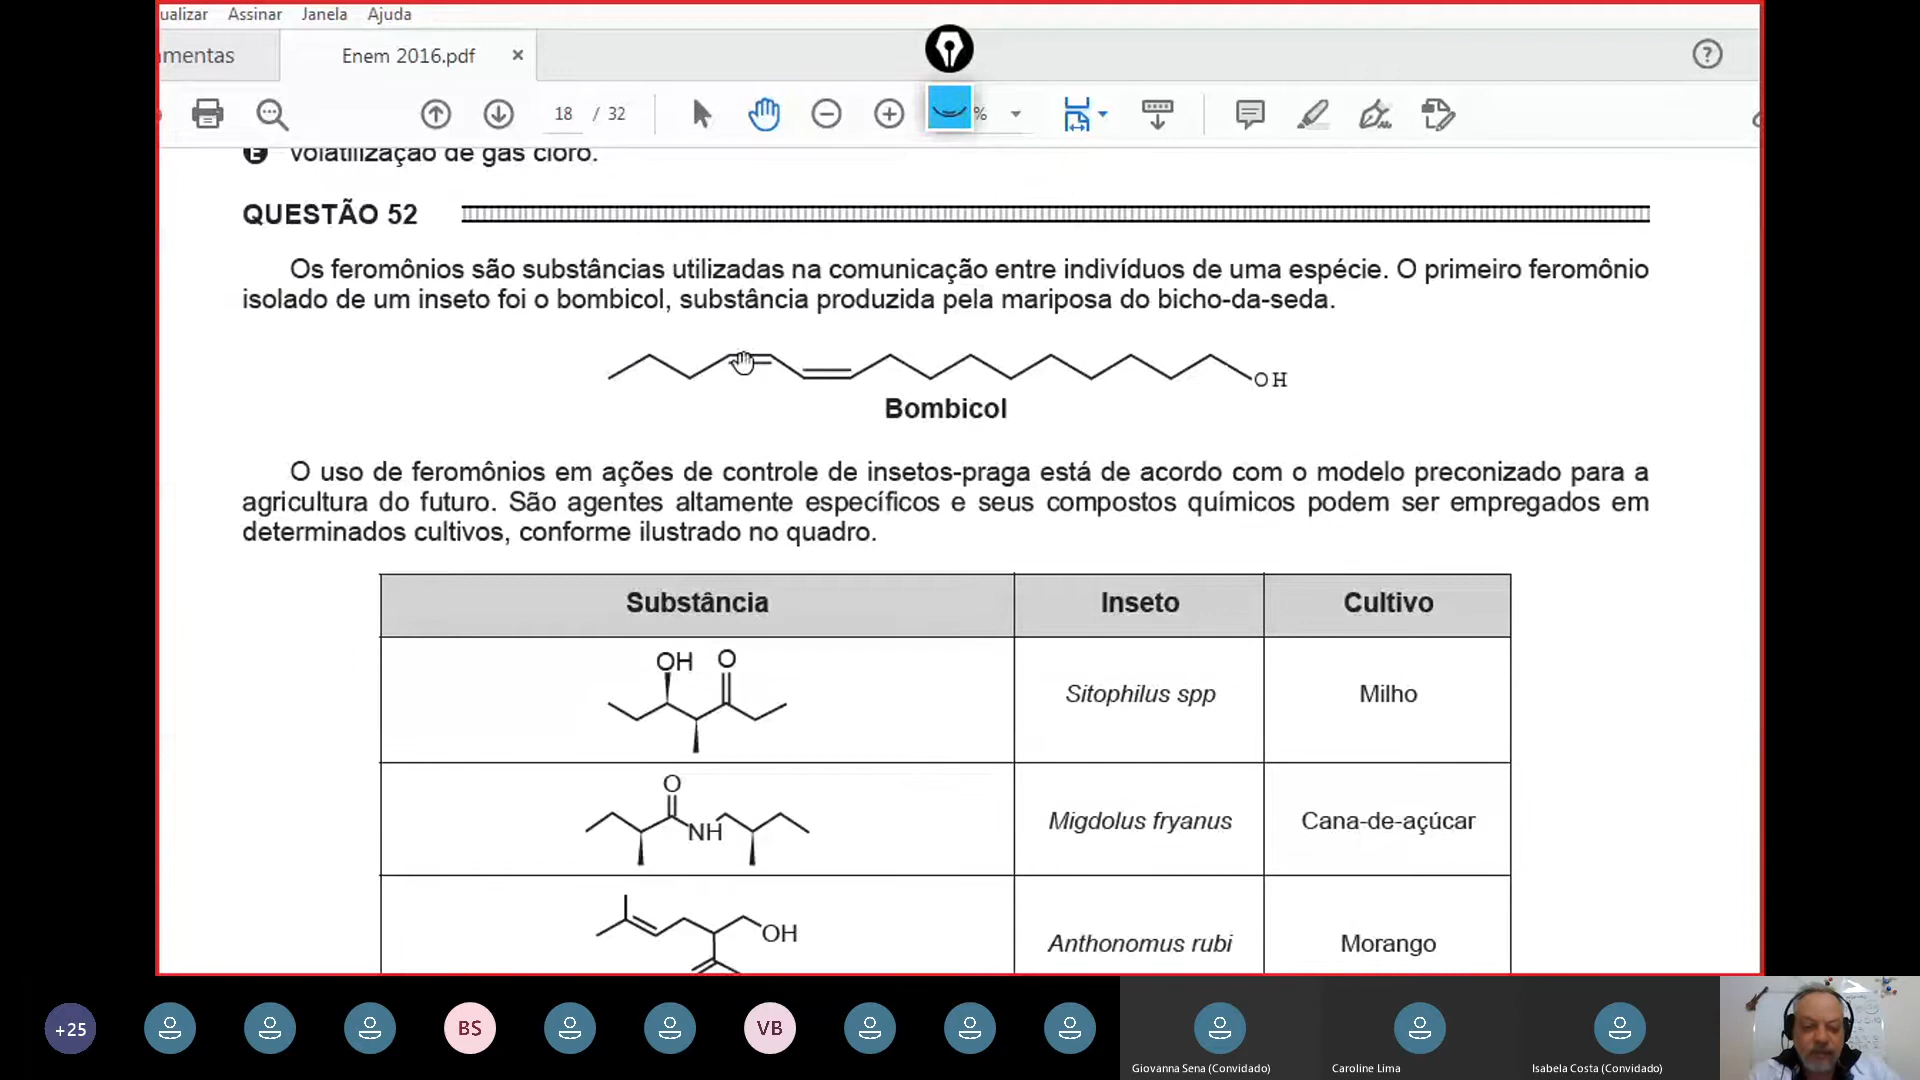 ualizar Assinar Janela Ajuda
amentas Enem 2016.pdf ×
18 / 32 %
E volatilização de gás cloro.
QUESTÃO 52
Os feromônios são substâncias utilizadas na comunicação entre indivíduos de uma espécie. O primeiro feromônio
isolado de um inseto foi o bombicol, substância produzida pela mariposa do bicho-da-seda.
OH
Bombicol
O uso de feromônios em ações de controle de insetos-praga está de acordo com o modelo preconizado para a
agricultura do futuro. São agentes altamente específicos e seus compostos químicos podem ser empregados em
determinados cultivos, conforme ilustrado no quadro.
Substância Inseto Cultivo
OH O
Sitophilus spp Milho
O
NH
Migdolus fryanus Cana-de-açúcar
OH
Anthonomus rubi Morango
+25 BS VB
Giovanna Sena (Convidado) Caroline Lima Isabela Costa (Convidado)